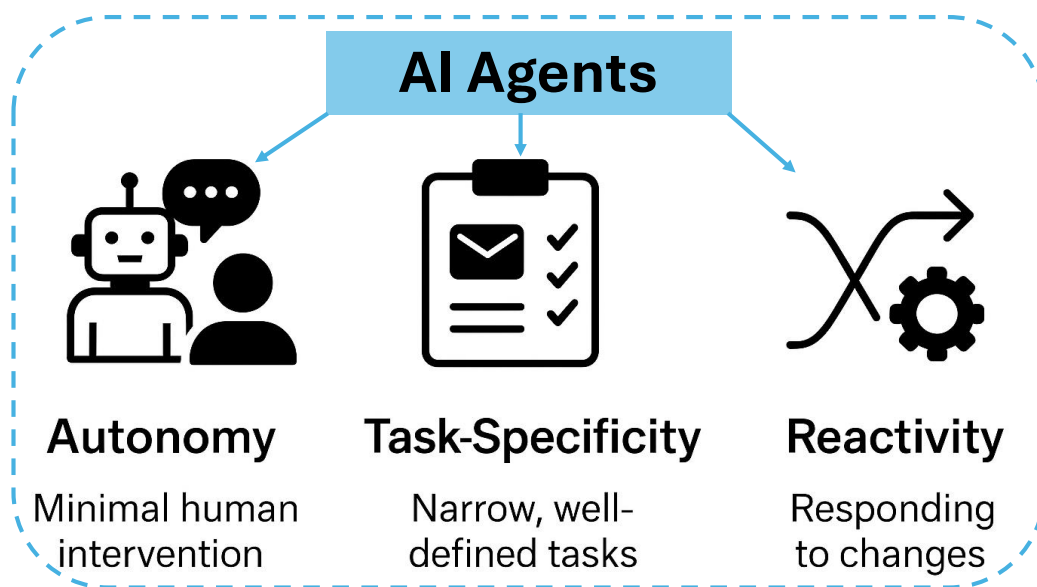 AI Agents
Autonomy
Minimal human
intervention
Task-Specificity
Narrow, well-
defined tasks
Reactivity
Responding
to changes